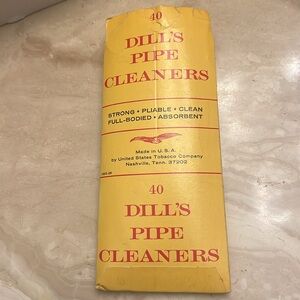 40
DILL'S
PIPE
CLEANERS
STRONG • PLIABLE • CLEAN
FULL-BODIED • ABSORBENT
Made in U.S.A.
by United States Tobacco Company
Nashville, Tenn. 37202
40
DILL'S
PIPE
CLEANERS